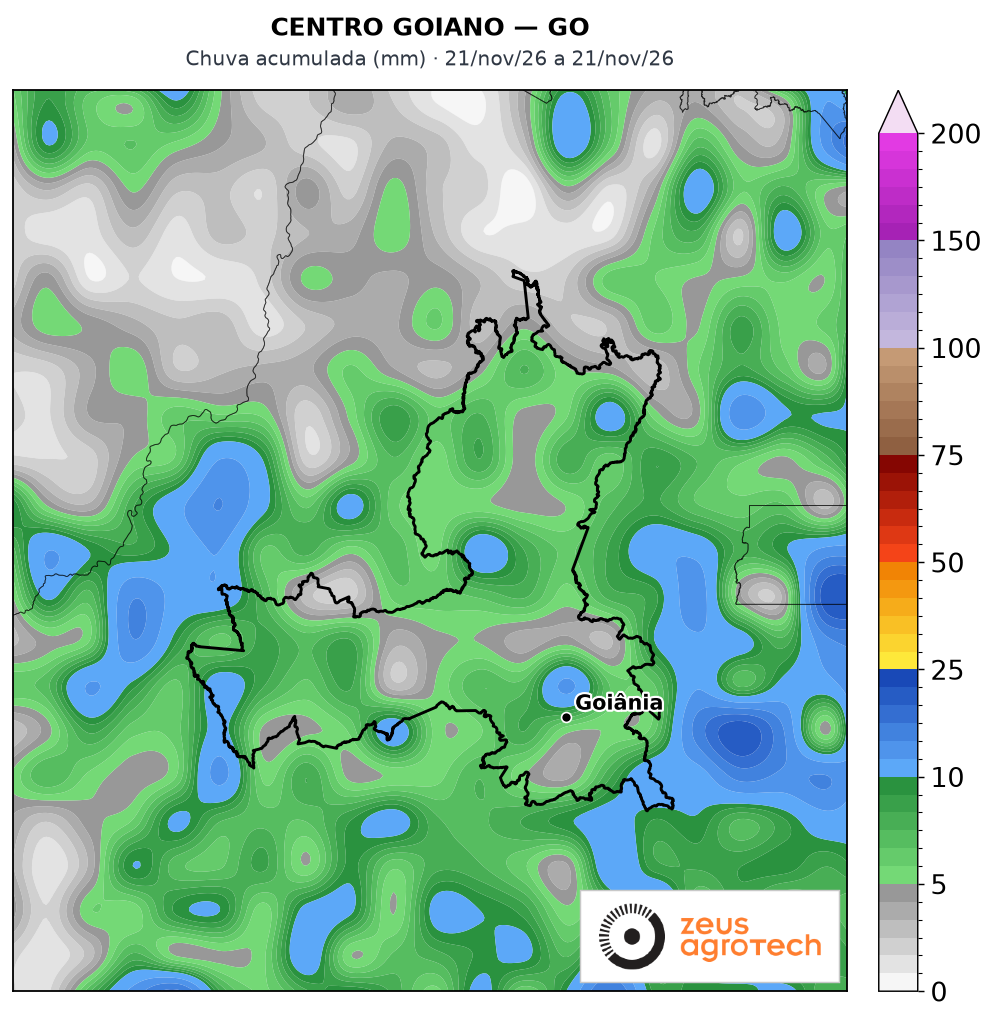 CENTRO GOIANO — GO
Chuva acumulada (mm) · 21/nov/26 a 21/nov/26
200
150
100
75
50
25
10
5
0
Goiânia
zeus
agrotech